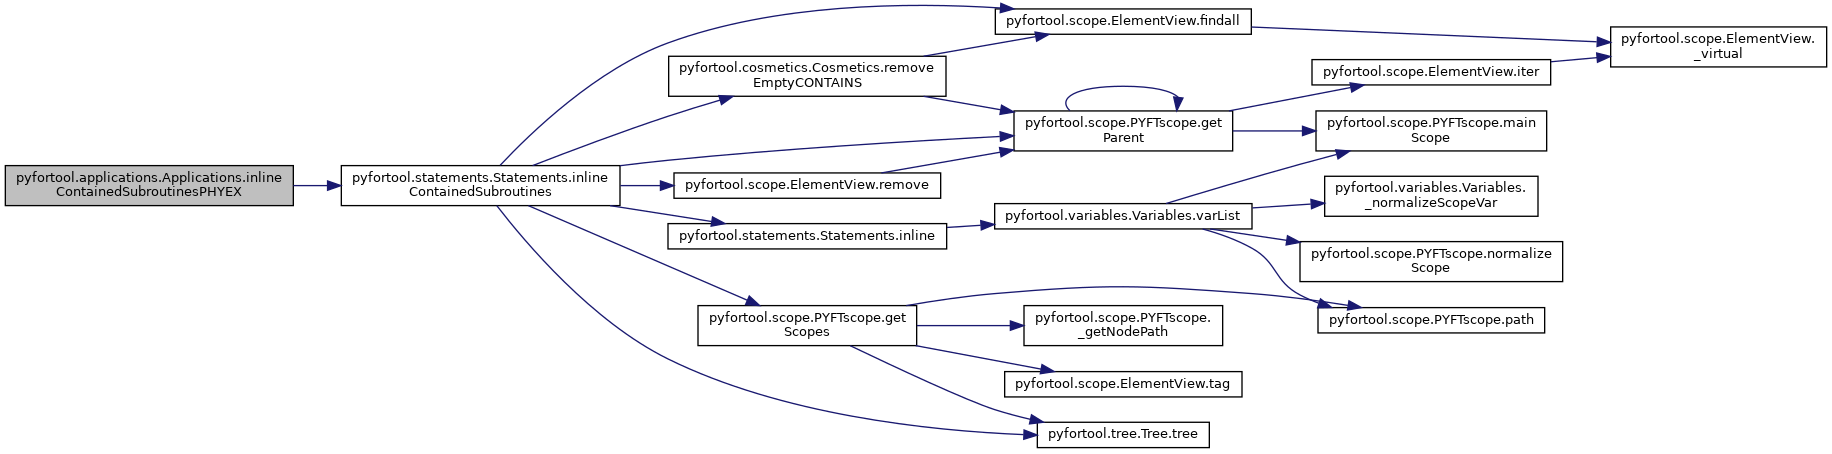 pyfortool.applications.Applications.inline
ContainedSubroutinesPHYEX
pyfortool.statements.Statements.inline
ContainedSubroutines
pyfortool.scope.ElementView.findall
pyfortool.cosmetics.Cosmetics.remove
EmptyCONTAINS
pyfortool.scope.PYFTscope.get
Parent
pyfortool.scope.ElementView.remove
pyfortool.statements.Statements.inline
pyfortool.scope.PYFTscope.get
Scopes
pyfortool.variables.Variables.varList
pyfortool.scope.PYFTscope.
_getNodePath
pyfortool.scope.ElementView.tag
pyfortool.tree.Tree.tree
pyfortool.scope.ElementView.
_virtual
pyfortool.scope.ElementView.iter
pyfortool.scope.PYFTscope.main
Scope
pyfortool.variables.Variables.
_normalizeScopeVar
pyfortool.scope.PYFTscope.normalize
Scope
pyfortool.scope.PYFTscope.path